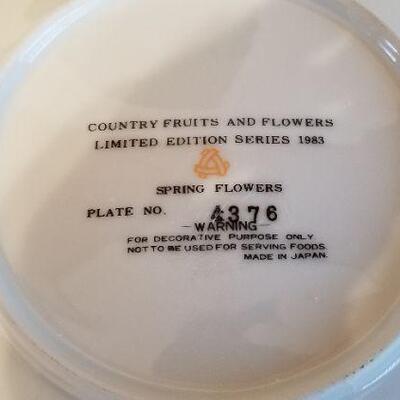 COUNTRY FRUITS AND FLOWERS
LIMITED EDITION SERIES 1983
SPRING FLOWERS
PLATE NO. 4376
—WARNING—
FOR DECORATIVE PURPOSE ONLY
NOT TO BE USED FOR SERVING FOODS.
MADE IN JAPAN.